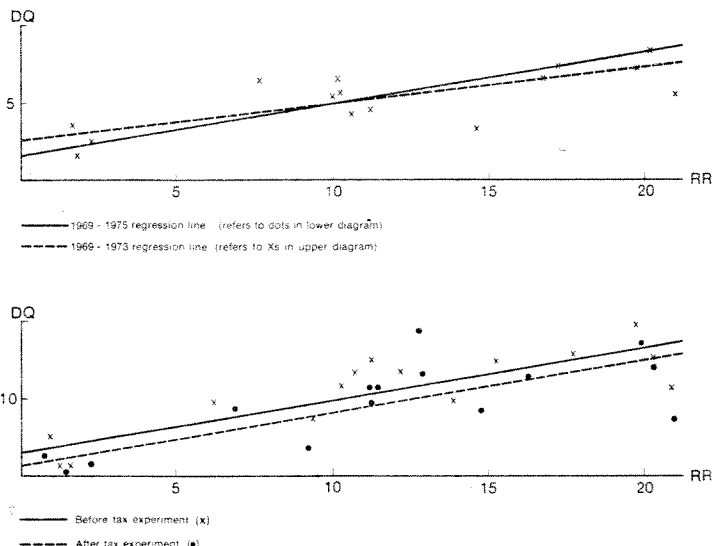 DQ
5
5
10
15
20
RR
1969 - 1975 regression line (refers to dots in lower diagram)
1969 - 1973 regression line (refers to Xs in upper diagram)
DQ
10
5
10
15
20
RR
Before tax experiment (x)
After tax experiment (●)